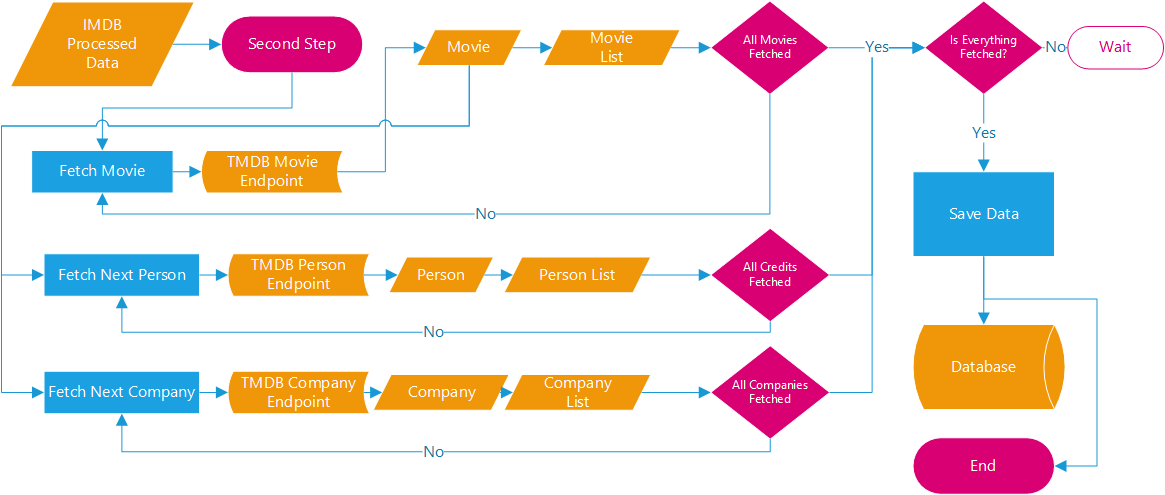 IMDB
Processed
Data
Second Step
Movie
Movie
List
All Movies
Fetched
Yes
Is Everything
Fetched?
No
Wait
Yes
Fetch Movie
TMDB Movie
Endpoint
No
Save Data
Fetch Next Person
TMDB Person
Endpoint
Person
Person List
All Credits
Fetched
No
Database
Fetch Next Company
TMDB Company
Endpoint
Company
Company
List
All Companies
Fetched
No
End